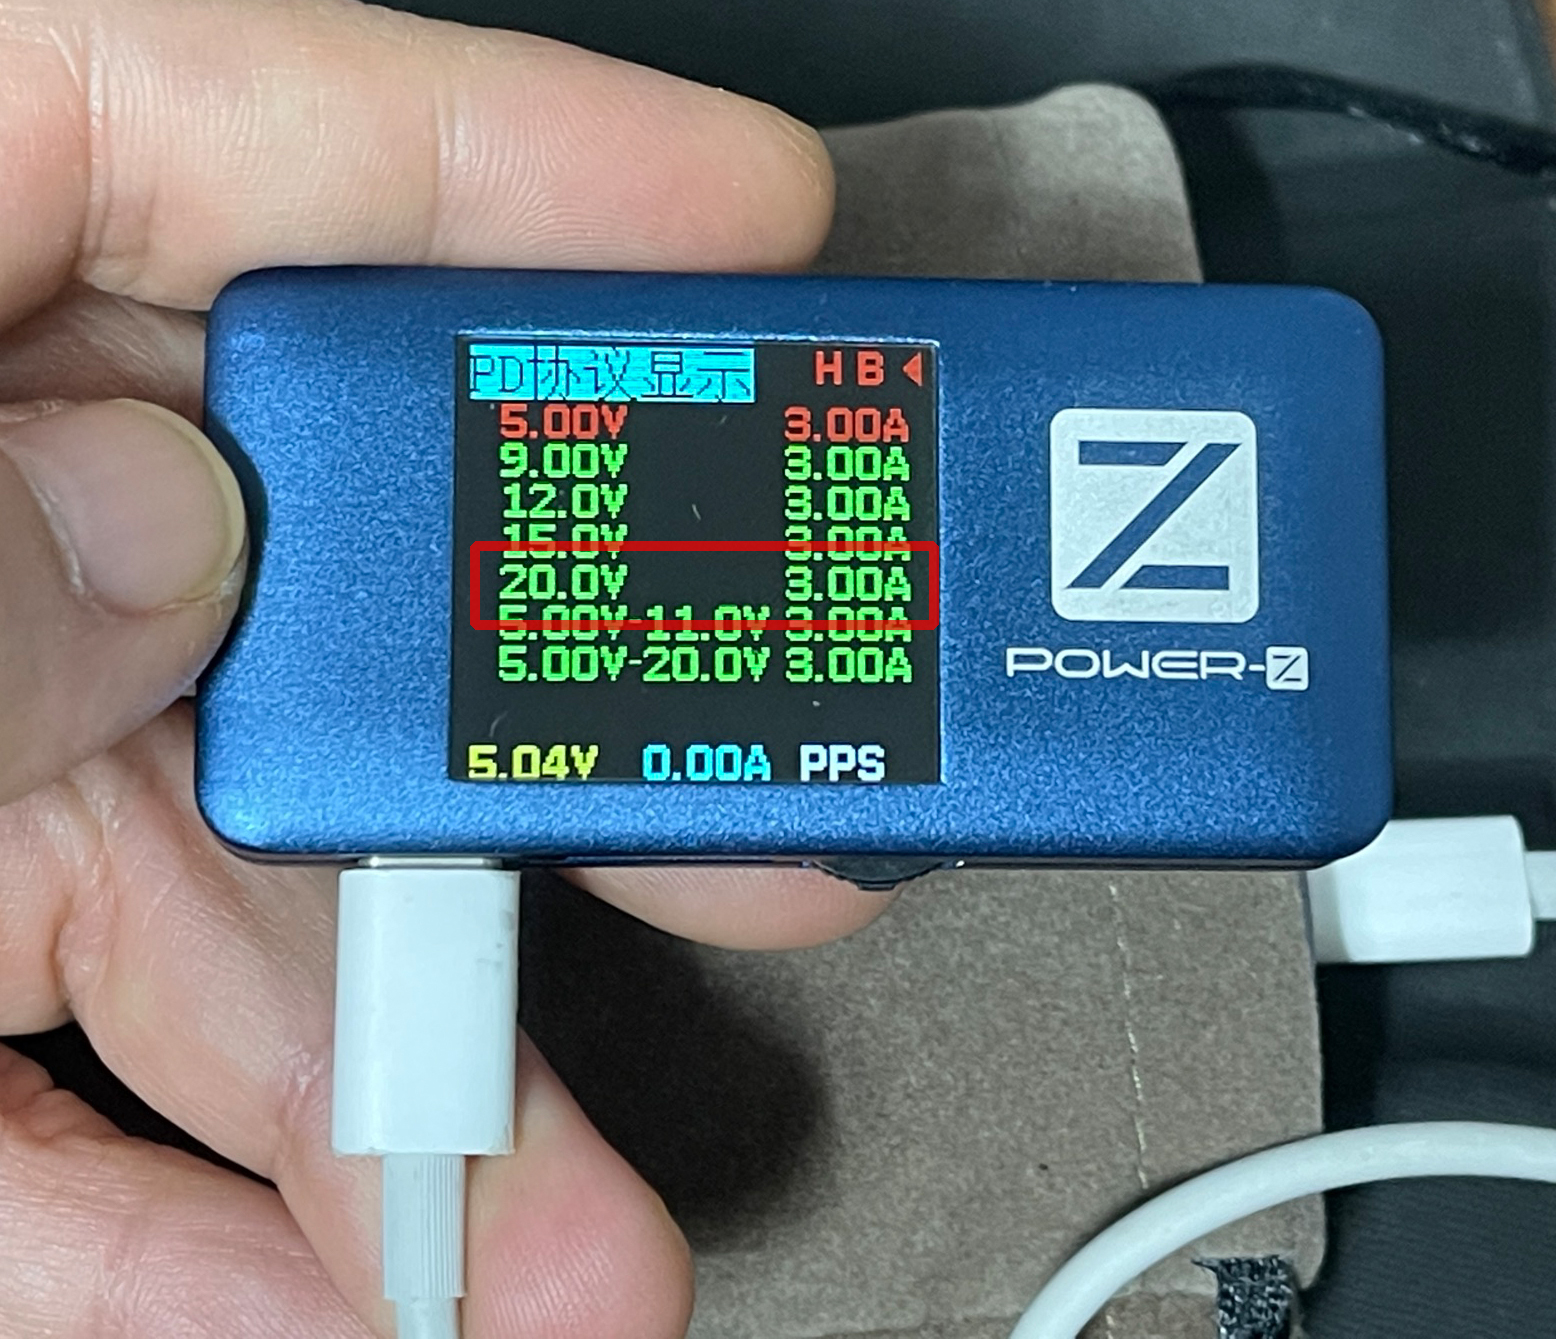 PD协议显示 H B
5.00V 3.00A
9.00V 3.00A
12.0V 3.00A
15.0V 3.00A
20.0V 3.00A
5.00V-11.0V 3.00A
5.00V-20.0V 3.00A
5.04V 0.00A PPS
Z
POWER-Z